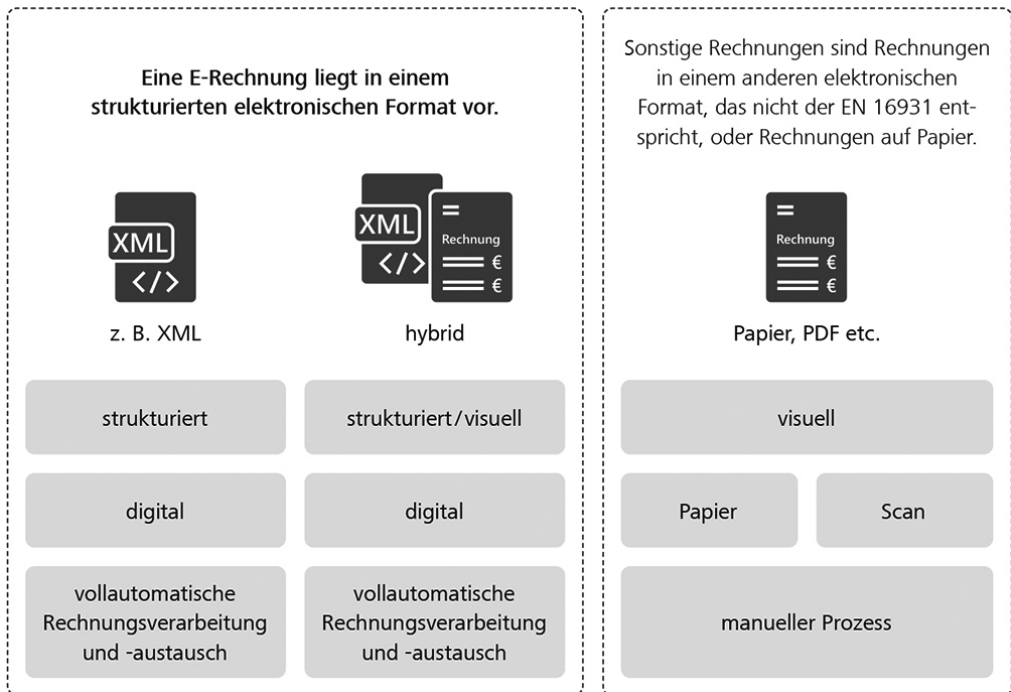 Eine E-Rechnung liegt in einem
strukturierten elektronischen Format vor.
XML
</>
z. B. XML
XML
</>
Rechnung
€
€
hybrid
strukturiert
strukturiert/visuell
digital
digital
vollautomatische
Rechnungsverarbeitung
und -austausch
vollautomatische
Rechnungsverarbeitung
und -austausch
Sonstige Rechnungen sind Rechnungen
in einem anderen elektronischen
Format, das nicht der EN 16931 ent-
spricht, oder Rechnungen auf Papier.
Rechnung
€
€
Papier, PDF etc.
visuell
Papier
Scan
manueller Prozess